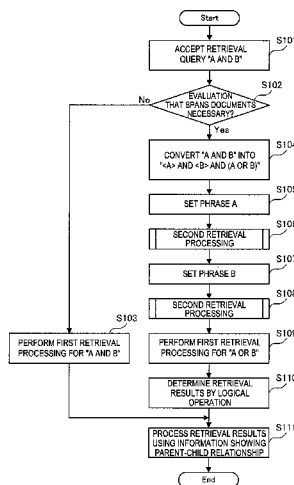 Start
S101
ACCEPT RETRIEVAL
QUERY "A AND B"
S102
No
EVALUATION
THAT SPANS DOCUMENTS
NECESSARY?
Yes
S104
CONVERT "A AND B" INTO
"<A> AND <B> AND (A OR B)"
S105
SET PHRASE A
S106
SECOND RETRIEVAL
PROCESSING
S107
SET PHRASE B
S108
SECOND RETRIEVAL
PROCESSING
S103
PERFORM FIRST RETRIEVAL
PROCESSING FOR "A AND B"
S109
PERFORM FIRST RETRIEVAL
PROCESSING FOR "A OR B"
S110
DETERMINE RETRIEVAL
RESULTS BY LOGICAL
OPERATION
S111
PROCESS RETRIEVAL RESULTS
USING INFORMATION SHOWING
PARENT-CHILD RELATIONSHIP
End